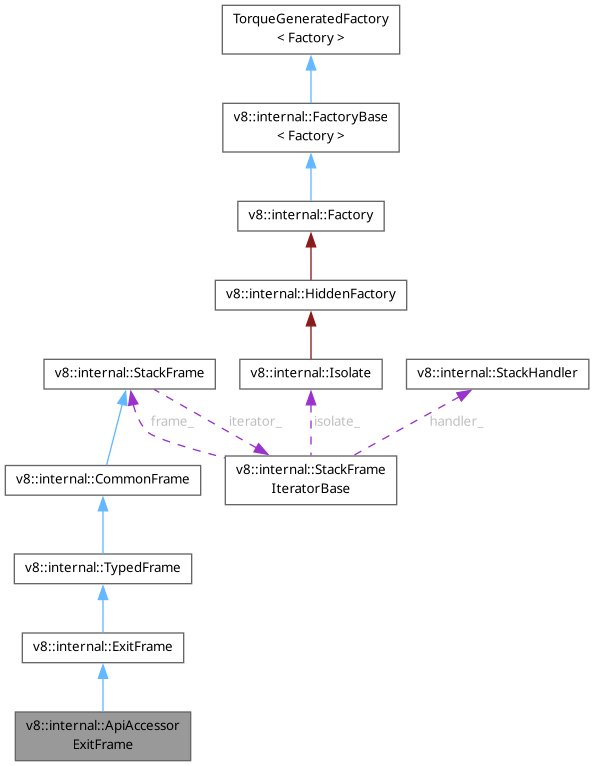 TorqueGeneratedFactory
< Factory >
v8::internal::FactoryBase
< Factory >
v8::internal::Factory
v8::internal::HiddenFactory
v8::internal::StackFrame
v8::internal::Isolate
v8::internal::StackHandler
frame_
iterator_
isolate_
handler_
v8::internal::CommonFrame
v8::internal::StackFrame
IteratorBase
v8::internal::TypedFrame
v8::internal::ExitFrame
v8::internal::ApiAccessor
ExitFrame